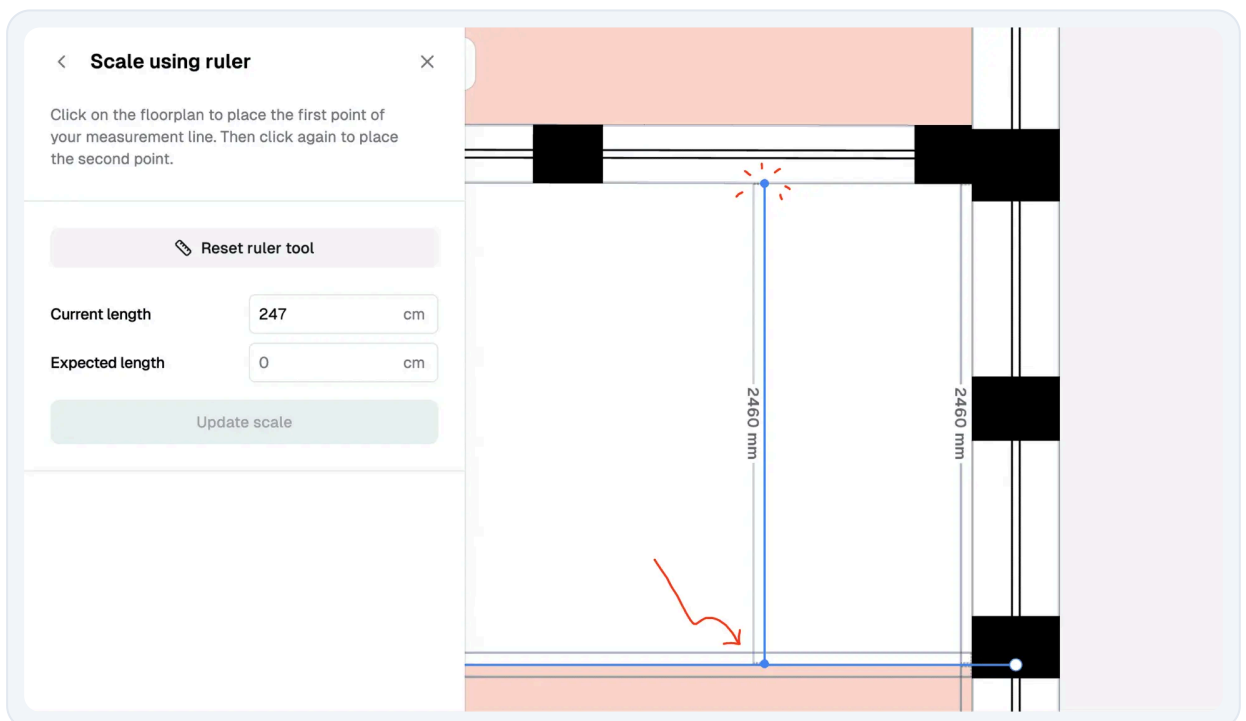 Scale using ruler
Click on the floorplan to place the first point of
your measurement line. Then click again to place
the second point.
Reset ruler tool
Current length 247 cm
Expected length 0 cm
Update scale
2460 mm
2460 mm